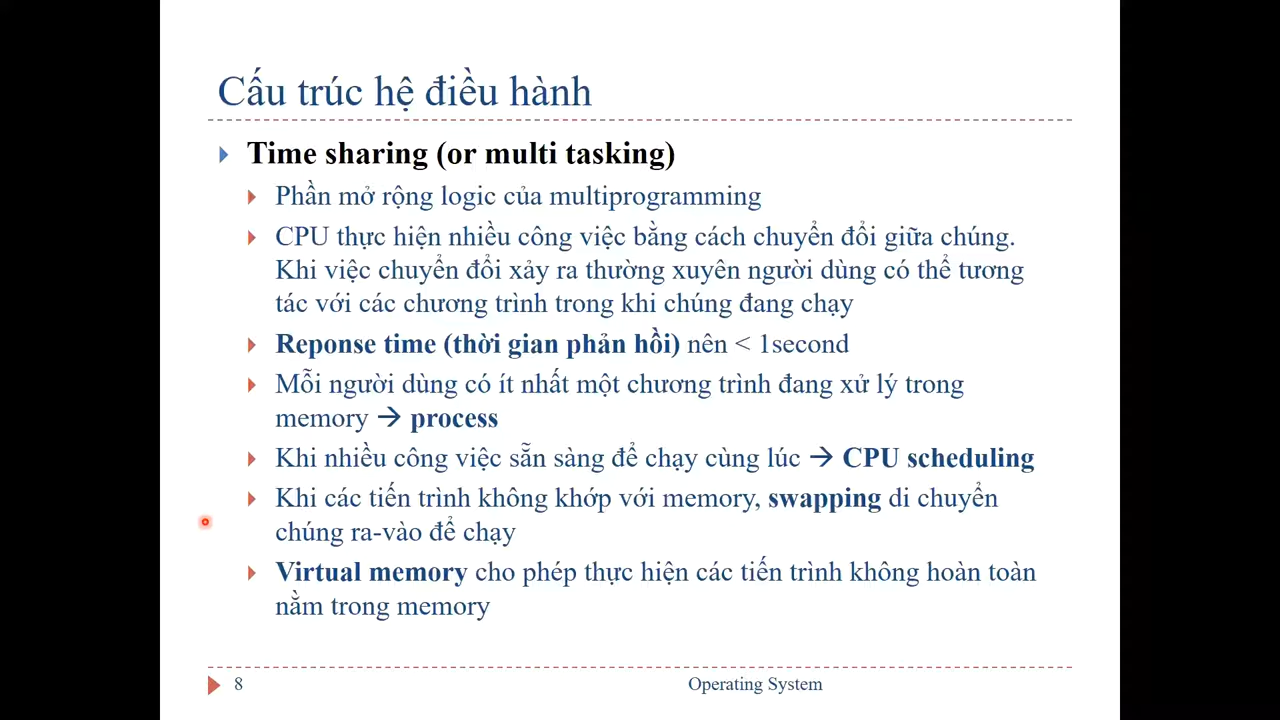 Cấu trúc hệ điều hành
Time sharing (or multi tasking)
Phần mở rộng logic của multiprogramming
CPU thực hiện nhiều công việc bằng cách chuyển đổi giữa chúng.
Khi việc chuyển đổi xảy ra thường xuyên người dùng có thể tương
tác với các chương trình trong khi chúng đang chạy
Reponse time (thời gian phản hồi) nên < 1second
Mỗi người dùng có ít nhất một chương trình đang xử lý trong
memory → process
Khi nhiều công việc sẵn sàng để chạy cùng lúc → CPU scheduling
Khi các tiến trình không khớp với memory, swapping di chuyển
chúng ra-vào để chạy
Virtual memory cho phép thực hiện các tiến trình không hoàn toàn
nằm trong memory
8 Operating System